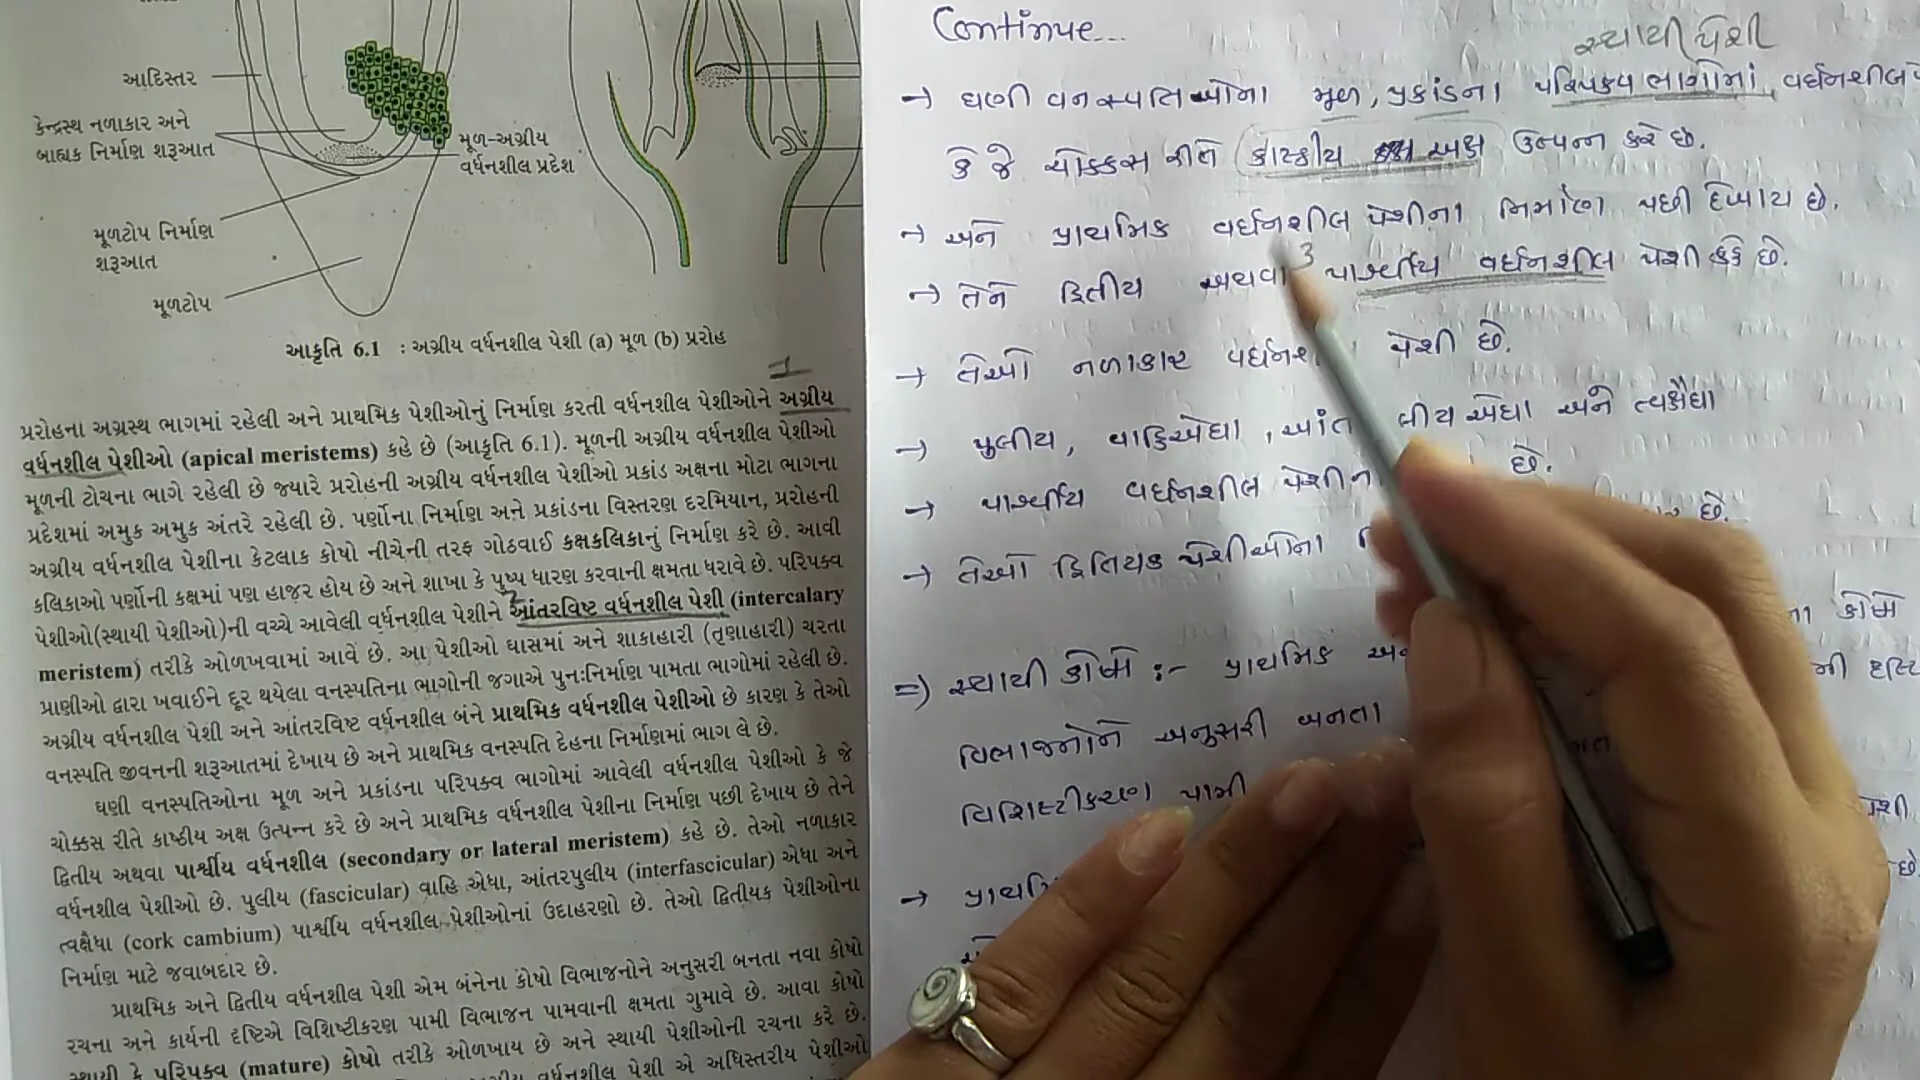 આદિસ્તર
કેન્દ્રસ્થ નળાકાર અને
બાહ્યક નિર્માણ શરૂઆત
મૂળ-અગ્રીય
વર્ધનશીલ પ્રદેશ
મૂળટોપ નિર્માણ
શરૂઆત
મૂળટોપ
આકૃતિ 6.1 : અગ્રીય વર્ધનશીલ પેશી (a) મૂળ (b) પ્રરોહ
1
પ્રરોહના અગ્રસ્થ ભાગમાં રહેલી અને પ્રાથમિક પેશીઓનું નિર્માણ કરતી વર્ધનશીલ પેશીઓને અગ્રીય
વર્ધનશીલ પેશીઓ (apical meristems) કહે છે (આકૃતિ 6.1). મૂળની અગ્રીય વર્ધનશીલ પેશીઓ
મૂળની ટોચના ભાગે રહેલી છે જ્યારે પ્રરોહની અગ્રીય વર્ધનશીલ પેશીઓ પ્રકાંડ અક્ષના મોટા ભાગના
પ્રદેશમાં અમુક અમુક અંતરે રહેલી છે. પર્ણોના નિર્માણ અને પ્રકાંડના વિસ્તરણ દરમિયાન, પ્રરોહની
અગ્રીય વર્ધનશીલ પેશીના કેટલાક કોષો નીચેની તરફ ગોઠવાઈ કક્ષકલિકાનું નિર્માણ કરે છે. આવી
કલિકાઓ પર્ણોની કક્ષમાં પણ હાજર હોય છે અને શાખા કે પુષ્પ ધારણ કરવાની ક્ષમતા ધરાવે છે. પરિપક્વ
2
પેશીઓ(સ્થાયી પેશીઓ)ની વચ્ચે આવેલી વર્ધનશીલ પેશીને આંતરવિષ્ટ વર્ધનશીલ પેશી (intercalary
meristem) તરીકે ઓળખવામાં આવે છે. આ પેશીઓ ઘાસમાં અને શાકાહારી (તૃણાહારી) ચરતા
પ્રાણીઓ દ્વારા ખવાઈને દૂર થયેલા વનસ્પતિના ભાગોની જગાએ પુનઃનિર્માણ પામતા ભાગોમાં રહેલી છે.
અગ્રીય વર્ધનશીલ પેશી અને આંતરવિષ્ટ વર્ધનશીલ બંને પ્રાથમિક વર્ધનશીલ પેશીઓ છે કારણ કે તેઓ
વનસ્પતિ જીવનની શરૂઆતમાં દેખાય છે અને પ્રાથમિક વનસ્પતિ દેહના નિર્માણમાં ભાગ લે છે.
ઘણી વનસ્પતિઓના મૂળ અને પ્રકાંડના પરિપક્વ ભાગોમાં આવેલી વર્ધનશીલ પેશીઓ કે જે
ચોક્કસ રીતે કાષ્ઠીય અક્ષ ઉત્પન્ન કરે છે અને પ્રાથમિક વર્ધનશીલ પેશીના નિર્માણ પછી દેખાય છે તેને
દ્વિતીય અથવા પાર્શ્વીય વર્ધનશીલ (secondary or lateral meristem) કહે છે. તેઓ નળાકાર
વર્ધનશીલ પેશીઓ છે. પુલીય (fascicular) વાહિ એધા, આંતરપુલીય (interfascicular) એધા અને
ત્વક્ષૈધા (cork cambium) પાર્શ્વીય વર્ધનશીલ પેશીઓનાં ઉદાહરણો છે. તેઓ દ્વિતીયક પેશીઓના
નિર્માણ માટે જવાબદાર છે.
પ્રાથમિક અને દ્વિતીય વર્ધનશીલ પેશી એમ બંનેના કોષો વિભાજનોને અનુસરી બનતા નવા કોષો
રચના અને કાર્યની દૃષ્ટિએ વિશિષ્ટીકરણ પામી વિભાજન પામવાની ક્ષમતા ગુમાવે છે. આવા કોષો
સ્થાયી કે પરિપક્વ (mature) કોષો તરીકે ઓળખાય છે અને સ્થાયી પેશીઓની રચના કરે છે.
વર્ધનશીલ પેશી એ અધિસ્તરીય પેશીઓ
Continue...
સ્થાયી પેશી
→ ઘણી વનસ્પતિઓના મૂળ, પ્રકાંડના પરિપક્વ ભાગોમાં વર્ધનશીલ
કે જે ચોક્કસ રીતે કાષ્ઠીય અક્ષ ઉત્પન્ન કરે છે.
→ અને પ્રાથમિક વર્ધનશીલ પેશીના નિર્માણ પછી દેખાય છે.
→ તેને દ્વિતીય અથવા 3 પાર્શ્વીય વર્ધનશીલ પેશી કહે છે.
→ તેઓ નળાકાર પેશી છે.
→ પુલીય, વાહિએધા, એધા અને ત્વક્ષૈધા
→ પાર્શ્વીય વર્ધનશીલ છે.
→ તેઓ દ્વિતિયક પેશીઓના છે.
=) સ્થાયી કોષો :- પ્રાથમિક કોષો
વિભાજનોને અનુસરી બનતા
વિશિષ્ટીકરણ પામી
→ છે.